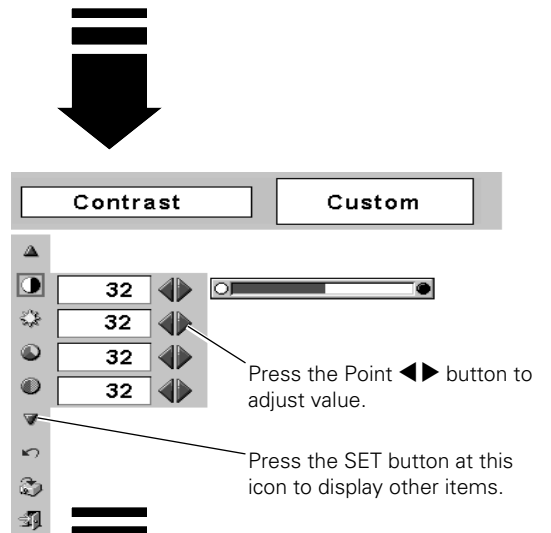 Contrast
Custom
32
32
32
32
Press the Point ◀▶ button to
adjust value.
Press the SET button at this
icon to display other items.